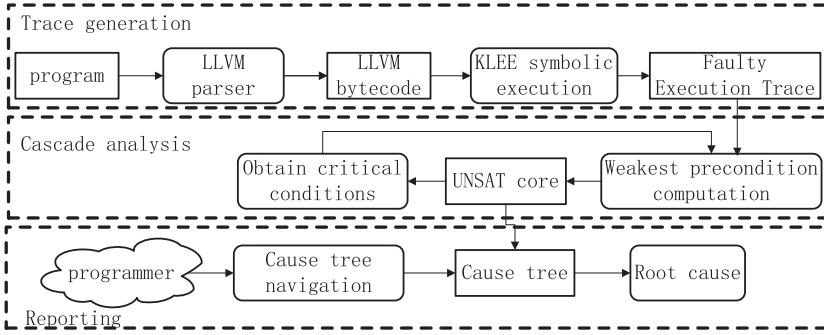 Trace generation
program
LLVM
parser
LLVM
bytecode
KLEE symbolic
execution
Faulty
Execution Trace
Cascade analysis
Obtain critical
conditions
UNSAT core
Weakest precondition
computation
programmer
Cause tree
navigation
Cause tree
Root cause
Reporting